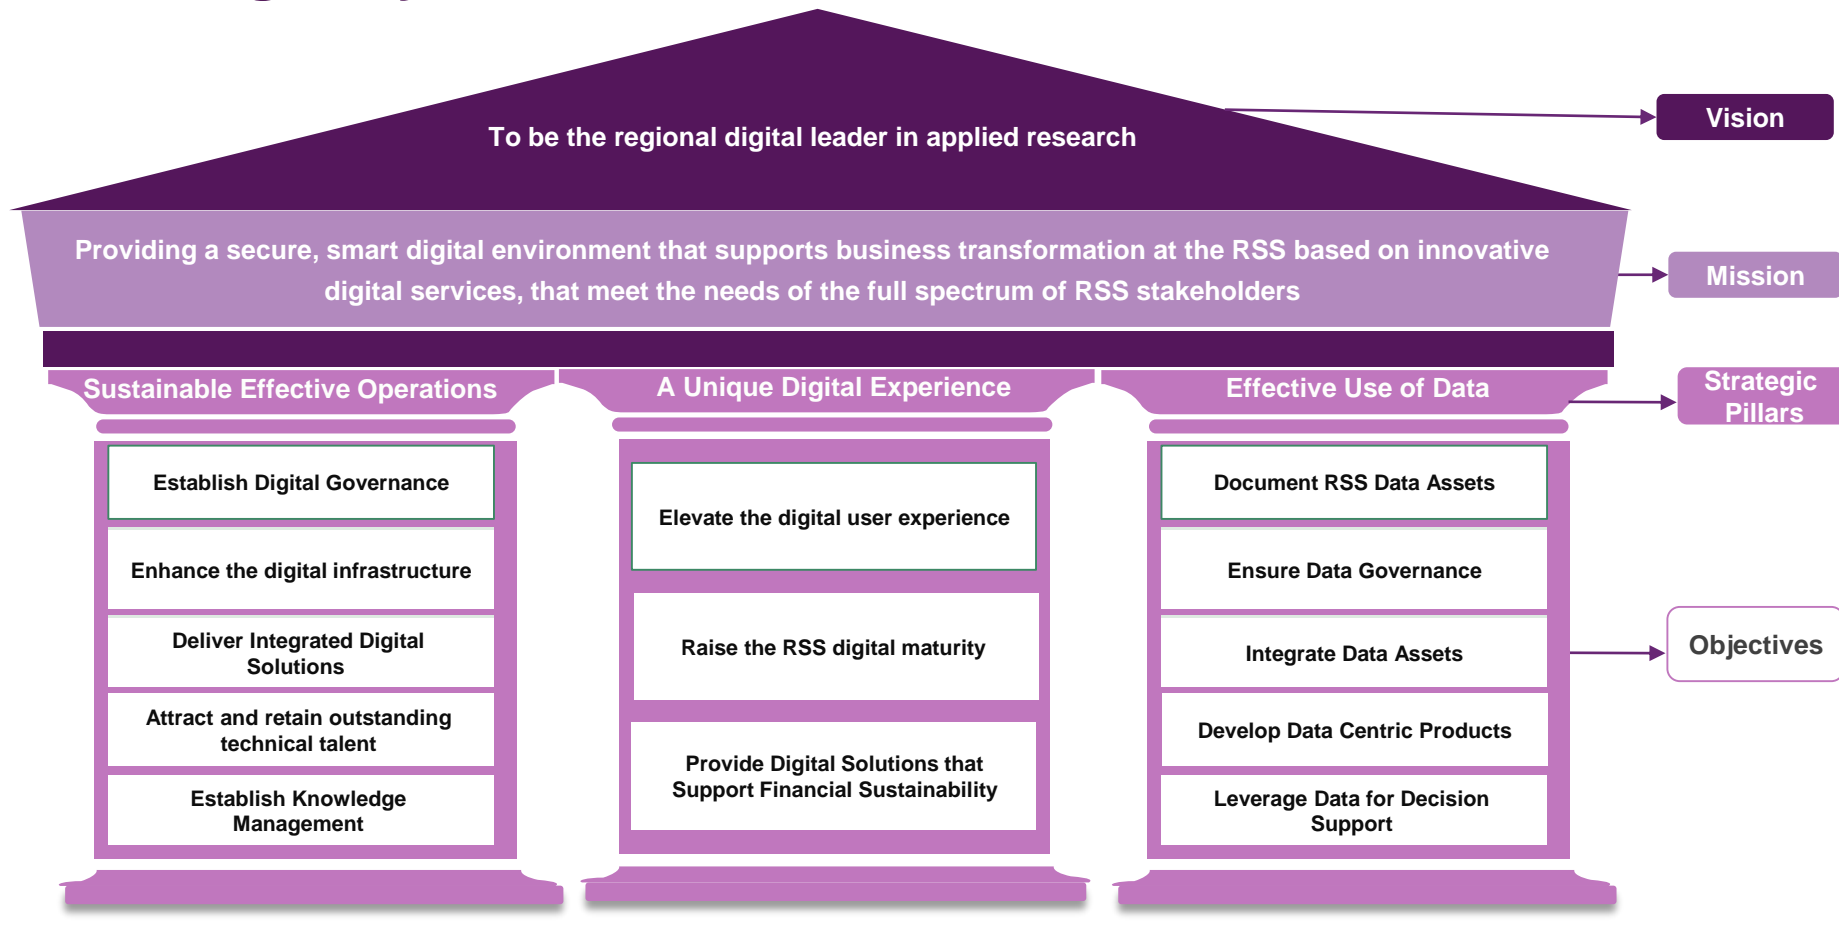 To be the regional digital leader in applied research
Vision
Providing a secure, smart digital environment that supports business transformation at the RSS based on innovative
digital services, that meet the needs of the full spectrum of RSS stakeholders
Mission
Sustainable Effective Operations
A Unique Digital Experience
Effective Use of Data
Strategic
Pillars
Establish Digital Governance
Enhance the digital infrastructure
Deliver Integrated Digital
Solutions
Attract and retain outstanding
technical talent
Establish Knowledge
Management
Elevate the digital user experience
Raise the RSS digital maturity
Provide Digital Solutions that
Support Financial Sustainability
Document RSS Data Assets
Ensure Data Governance
Integrate Data Assets
Develop Data Centric Products
Leverage Data for Decision
Support
Objectives